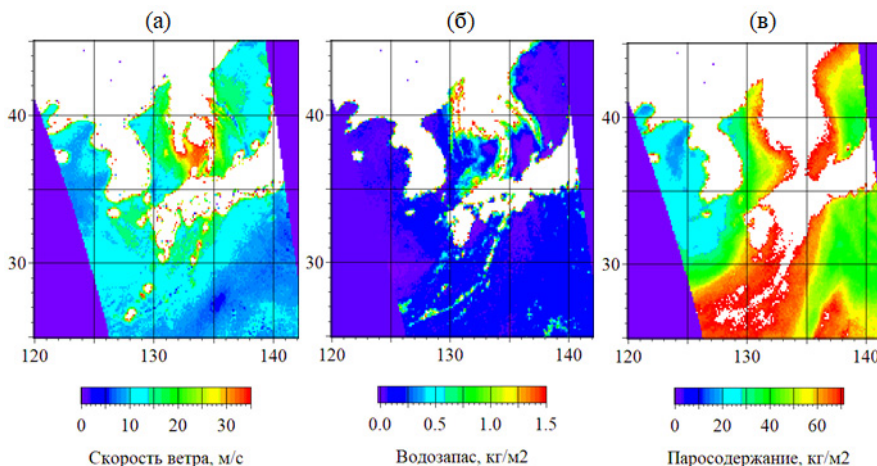 (а) (б) (в)
40 40 40
30 30 30
120 130 140 120 130 140 120 130 140
0 10 20 30 0.0 0.5 1.0 1.5 0 20 40 60
Скорость ветра, м/с Водозапас, кг/м2 Паросодержание, кг/м2